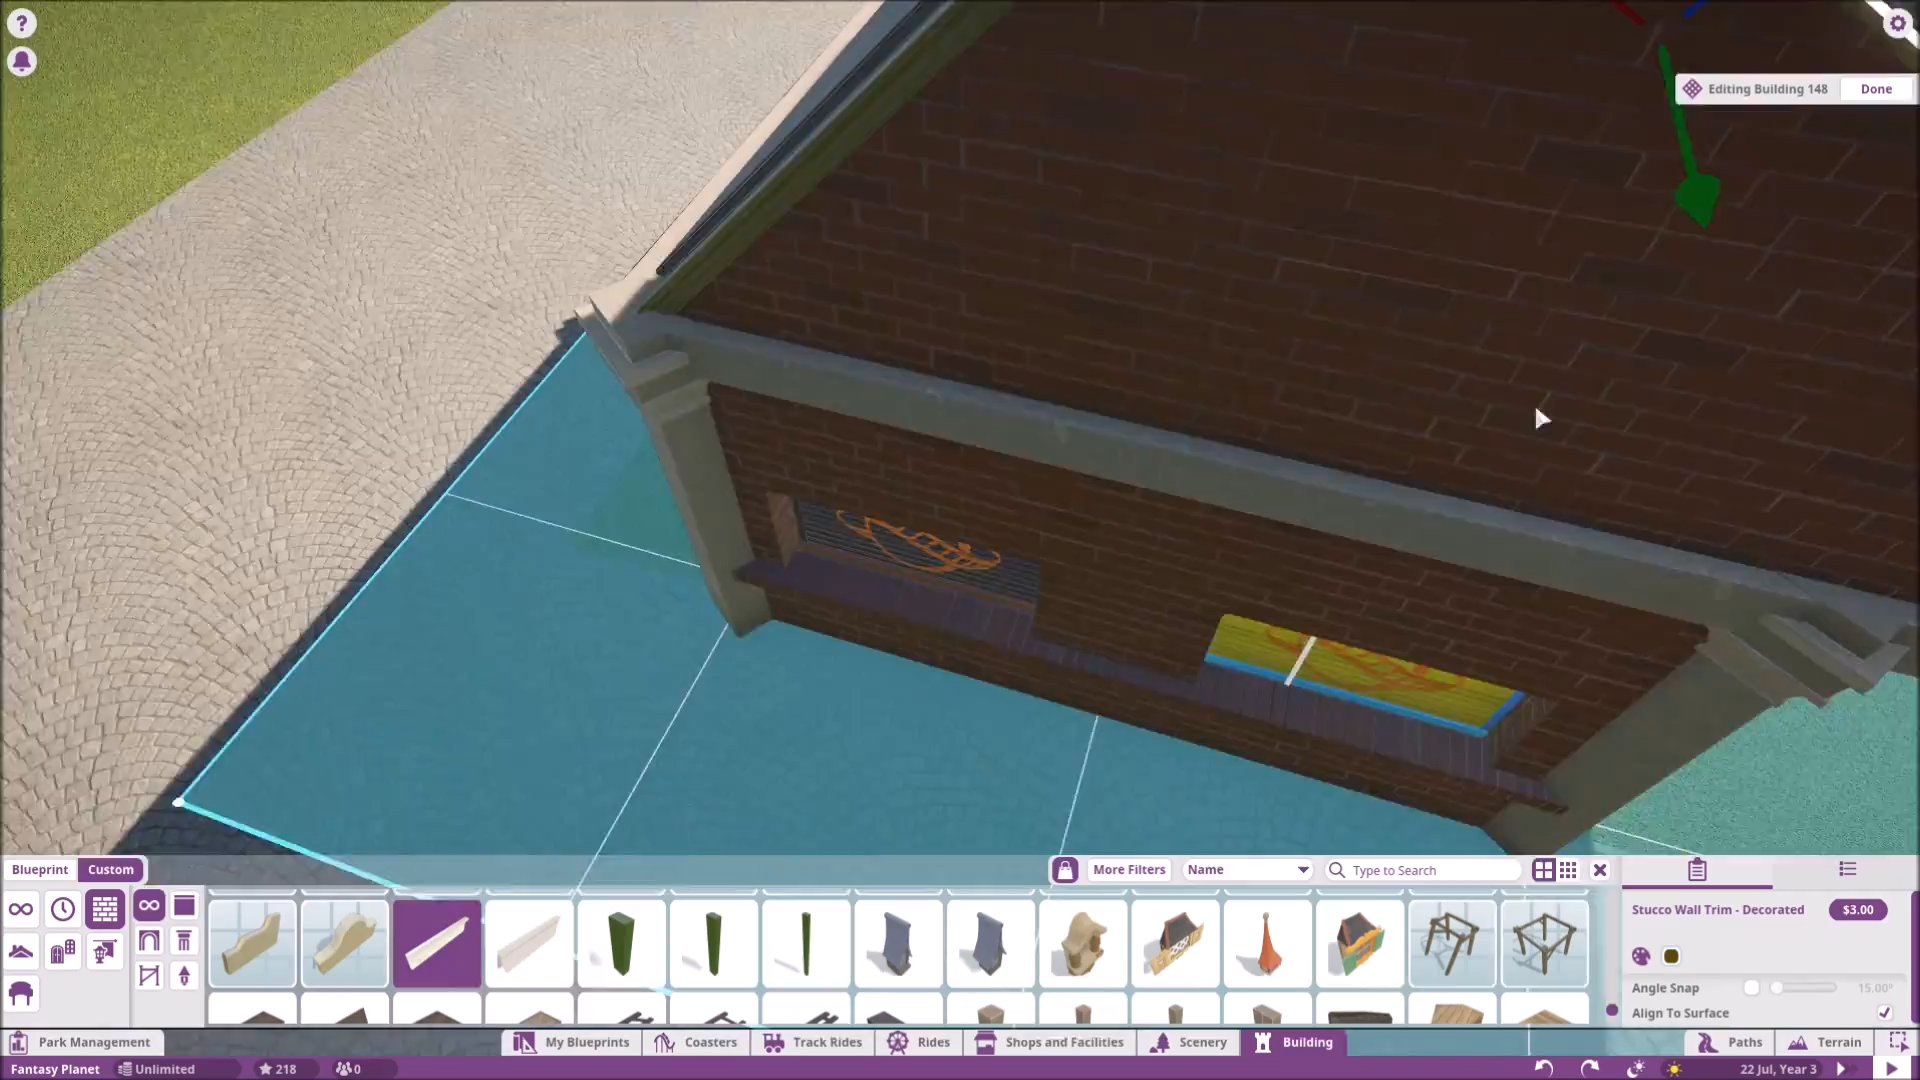 ?
Editing Building 148 Done
Blueprint Custom
More Filters Name Type to Search
Stucco Wall Trim - Decorated $3.00
Angle Snap 15.00°
Align To Surface
Park Management My Blueprints Coasters Track Rides Rides Shops and Facilities Scenery Building Paths Terrain
Fantasy Planet Unlimited 218 0 22 Jul, Year 3